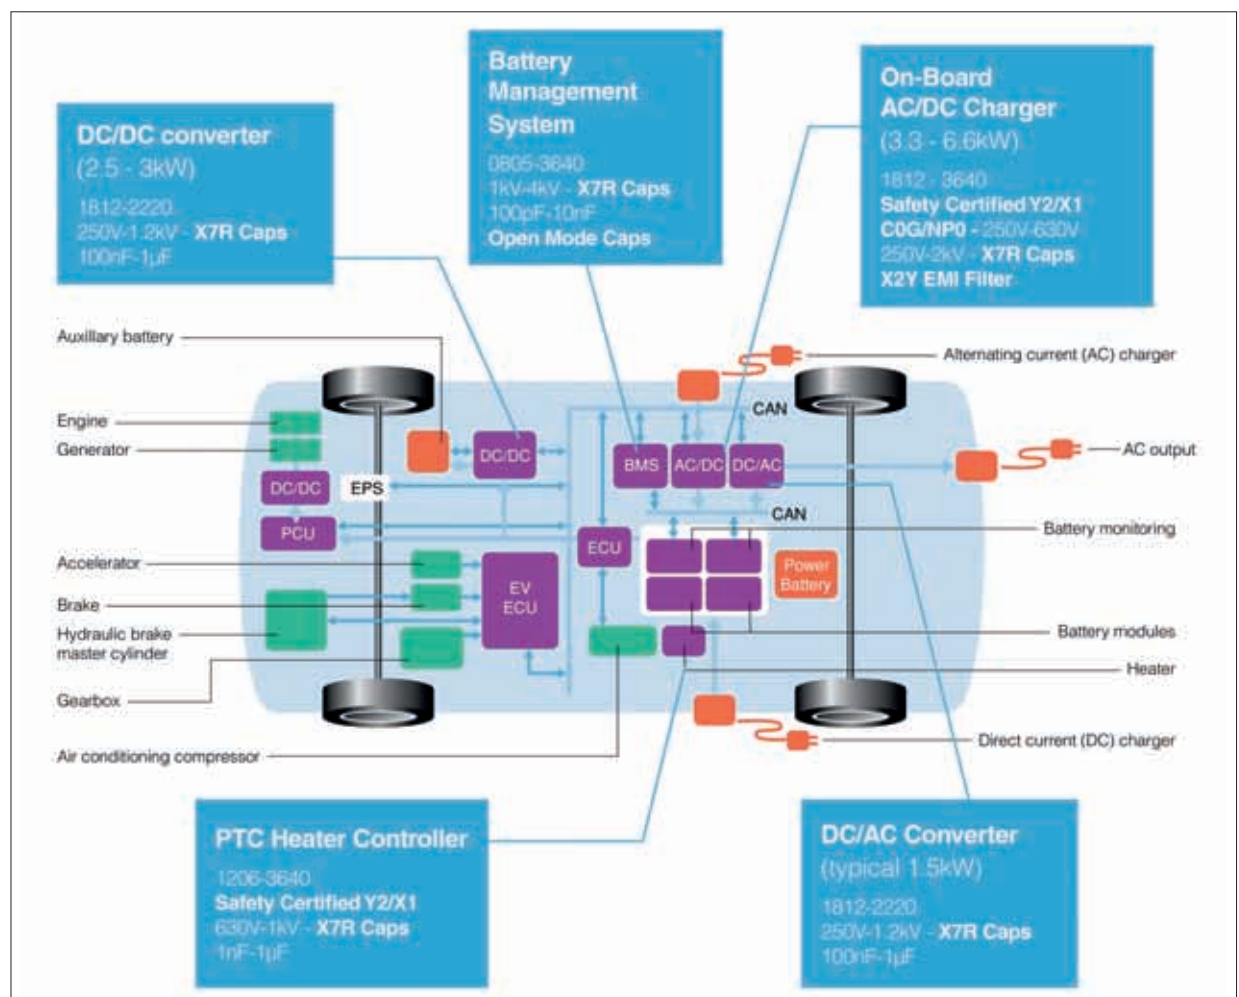 DC/DC converter
(2.5 - 3kW)
1812-2220
250V-1.2kV - X7R Caps
100nF-1µF
Battery
Management
System
0805-3640
1kV-4kV - X7R Caps
100pF-10nF
Open Mode Caps
On-Board
AC/DC Charger
(3.3 - 6.6kW)
1812 - 3640
Safety Certified Y2/X1
C0G/NP0 - 250V-630V
250V-2kV - X7R Caps
X2Y EMI Filter
Auxillary battery
Engine
Generator
Accelerator
Brake
Hydraulic brake
master cylinder
Gearbox
Air conditioning compressor
DC/DC
EPS
PCU
DC/DC
EV
ECU
ECU
BMS
AC/DC
DC/AC
CAN
CAN
Power
Battery
Alternating current (AC) charger
AC output
Battery monitoring
Battery modules
Heater
Direct current (DC) charger
PTC Heater Controller
1206-3640
Safety Certified Y2/X1
630V-1kV - X7R Caps
1nF-1µF
DC/AC Converter
(typical 1.5kW)
1812-2220
250V-1.2kV - X7R Caps
100nF-1µF